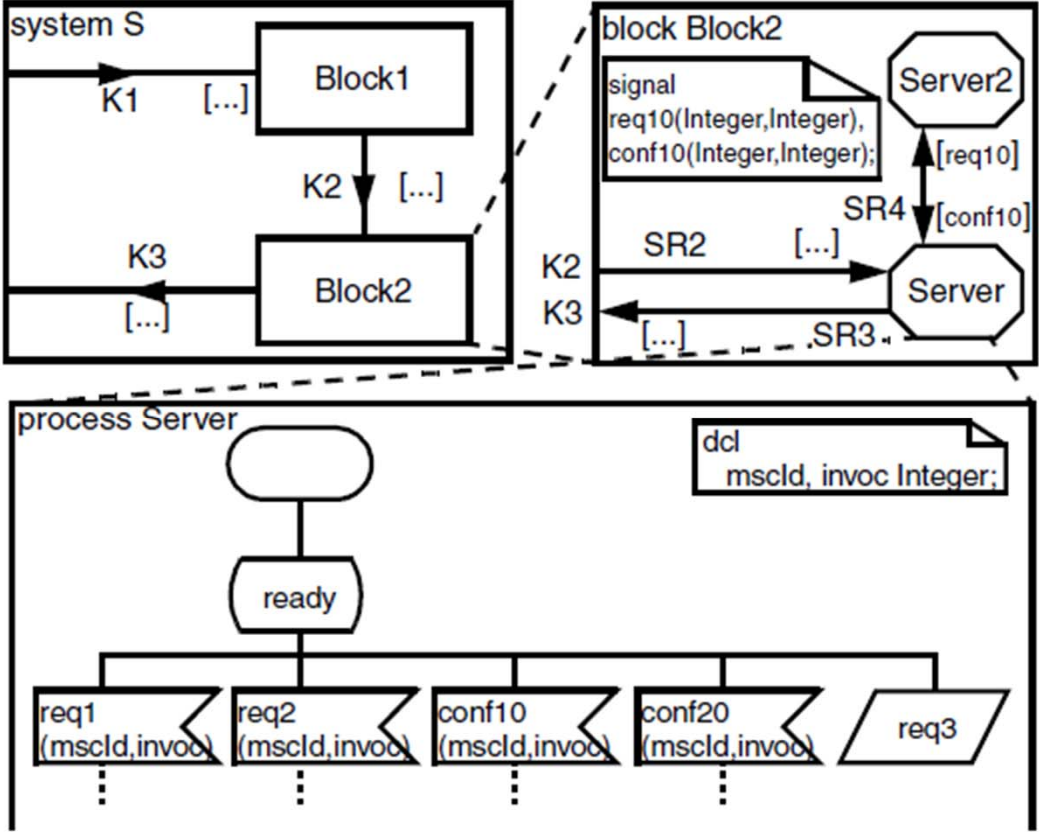 system S
Block1
K1
[...]
K2
[...]
K3
Block2
[...]
block Block2
signal
req10(Integer,Integer),
conf10(Integer,Integer);
Server2
[req10]
SR4
[conf10]
K2
SR2
[...]
Server
K3
[...]
SR3
process Server
dcl
mscId, invoc Integer;
ready
req1
(mscId,invoc)
req2
(mscId,invoc)
conf10
(mscId,invoc)
conf20
(mscId,invoc)
req3